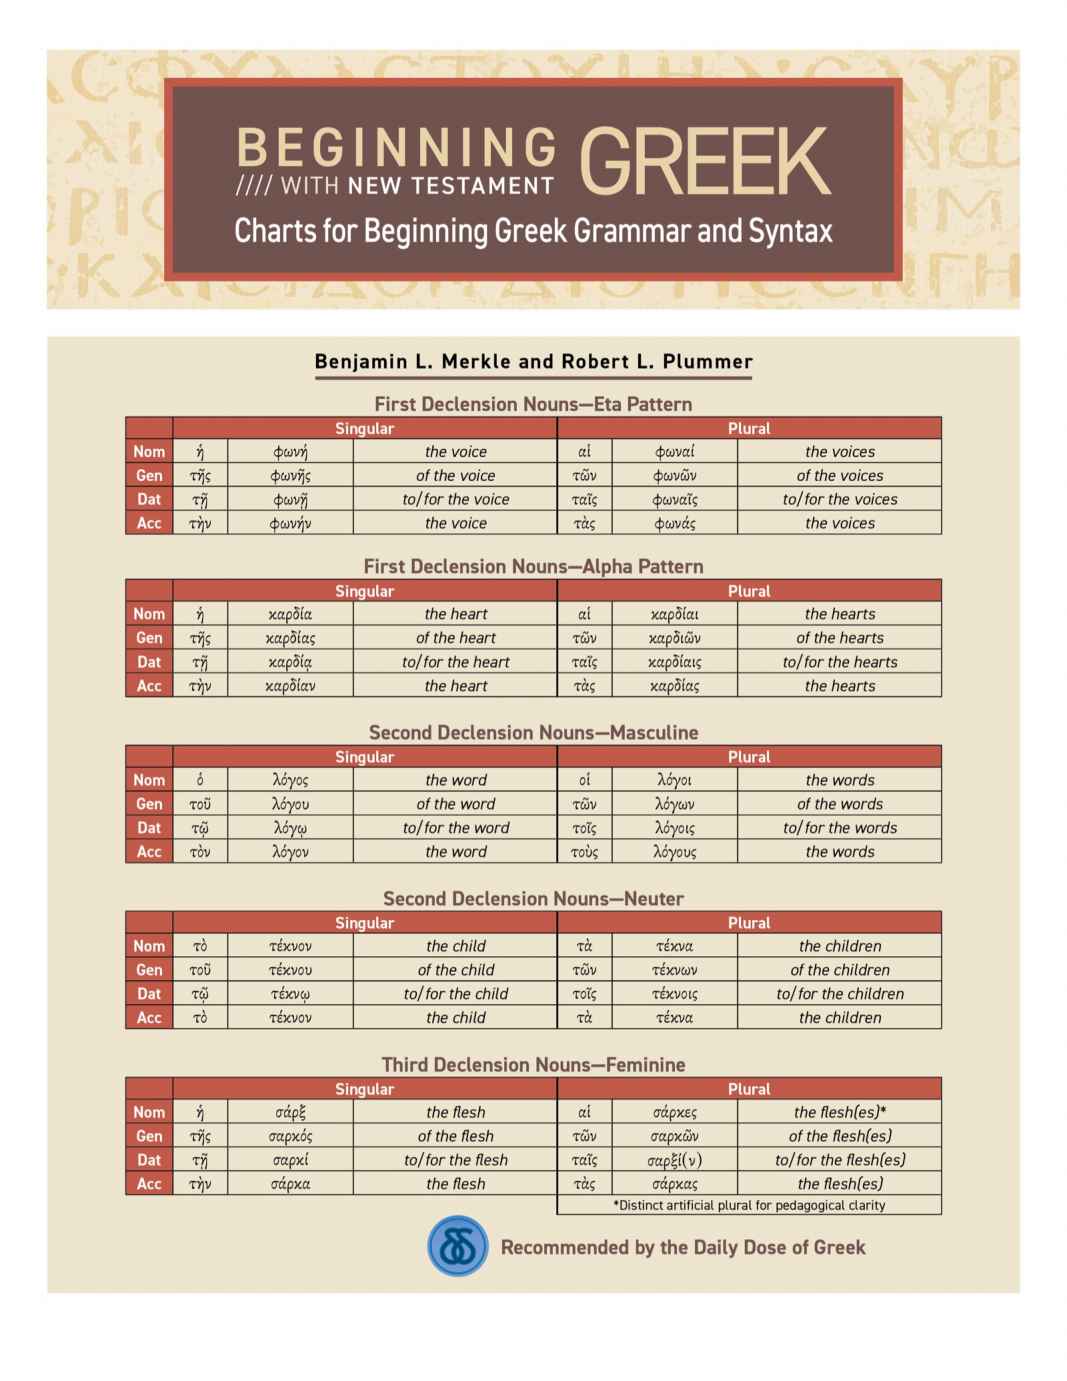 BEGINNING GREEK
//// WITH NEW TESTAMENT
Charts for Beginning Greek Grammar and Syntax
Benjamin L. Merkle and Robert L. Plummer
First Declension Nouns—Eta Pattern
Singular Plural
Nom ἡ φωνή the voice αἱ φωναί the voices
Gen τῆς φωνῆς of the voice τῶν φωνῶν of the voices
Dat τῇ φωνῇ to/for the voice ταῖς φωναῖς to/for the voices
Acc τὴν φωνήν the voice τὰς φωνάς the voices
First Declension Nouns—Alpha Pattern
Singular Plural
Nom ἡ καρδία the heart αἱ καρδίαι the hearts
Gen τῆς καρδίας of the heart τῶν καρδιῶν of the hearts
Dat τῇ καρδίᾳ to/for the heart ταῖς καρδίαις to/for the hearts
Acc τὴν καρδίαν the heart τὰς καρδίας the hearts
Second Declension Nouns—Masculine
Singular Plural
Nom ὁ λόγος the word οἱ λόγοι the words
Gen τοῦ λόγου of the word τῶν λόγων of the words
Dat τῷ λόγῳ to/for the word τοῖς λόγοις to/for the words
Acc τὸν λόγον the word τοὺς λόγους the words
Second Declension Nouns—Neuter
Singular Plural
Nom τὸ τέκνον the child τὰ τέκνα the children
Gen τοῦ τέκνου of the child τῶν τέκνων of the children
Dat τῷ τέκνῳ to/for the child τοῖς τέκνοις to/for the children
Acc τὸ τέκνον the child τὰ τέκνα the children
Third Declension Nouns—Feminine
Singular Plural
Nom ἡ σάρξ the flesh αἱ σάρκες the flesh(es)*
Gen τῆς σαρκός of the flesh τῶν σαρκῶν of the flesh(es)
Dat τῇ σαρκί to/for the flesh ταῖς σαρξί(ν) to/for the flesh(es)
Acc τὴν σάρκα the flesh τὰς σάρκας the flesh(es)
*Distinct artificial plural for pedagogical clarity
Recommended by the Daily Dose of Greek